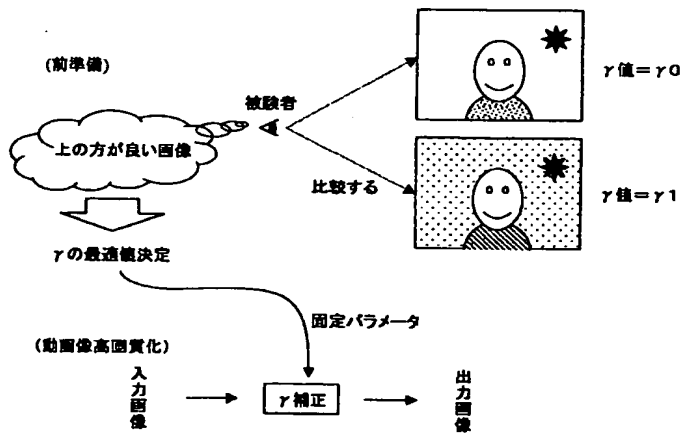 (前準備)
被験者
上の方が良い画像
γ値＝γ0
比較する
γ値＝γ1
γの最適値決定
固定パラメータ
(動画像高画質化)
入力画像
γ補正
出力画像